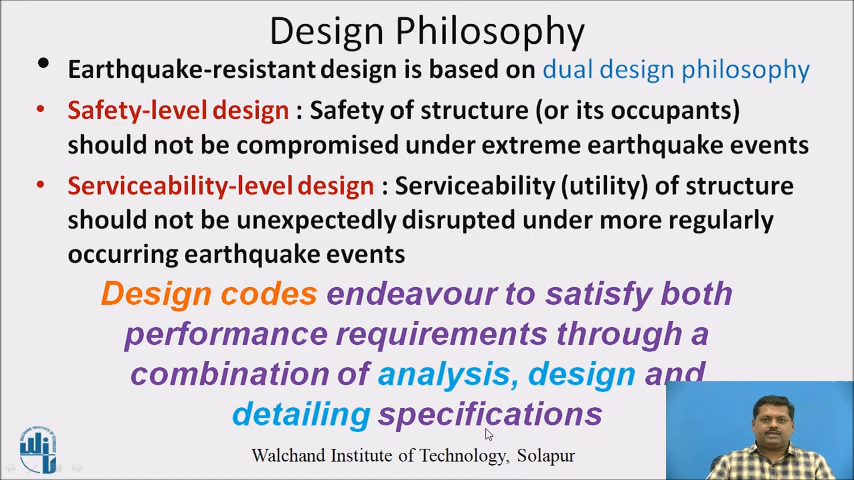 Design Philosophy
• Earthquake-resistant design is based on dual design philosophy
• Safety-level design : Safety of structure (or its occupants)
should not be compromised under extreme earthquake events
• Serviceability-level design : Serviceability (utility) of structure
should not be unexpectedly disrupted under more regularly
occurring earthquake events
Design codes endeavour to satisfy both
performance requirements through a
combination of analysis, design and
detailing specifications
Walchand Institute of Technology, Solapur